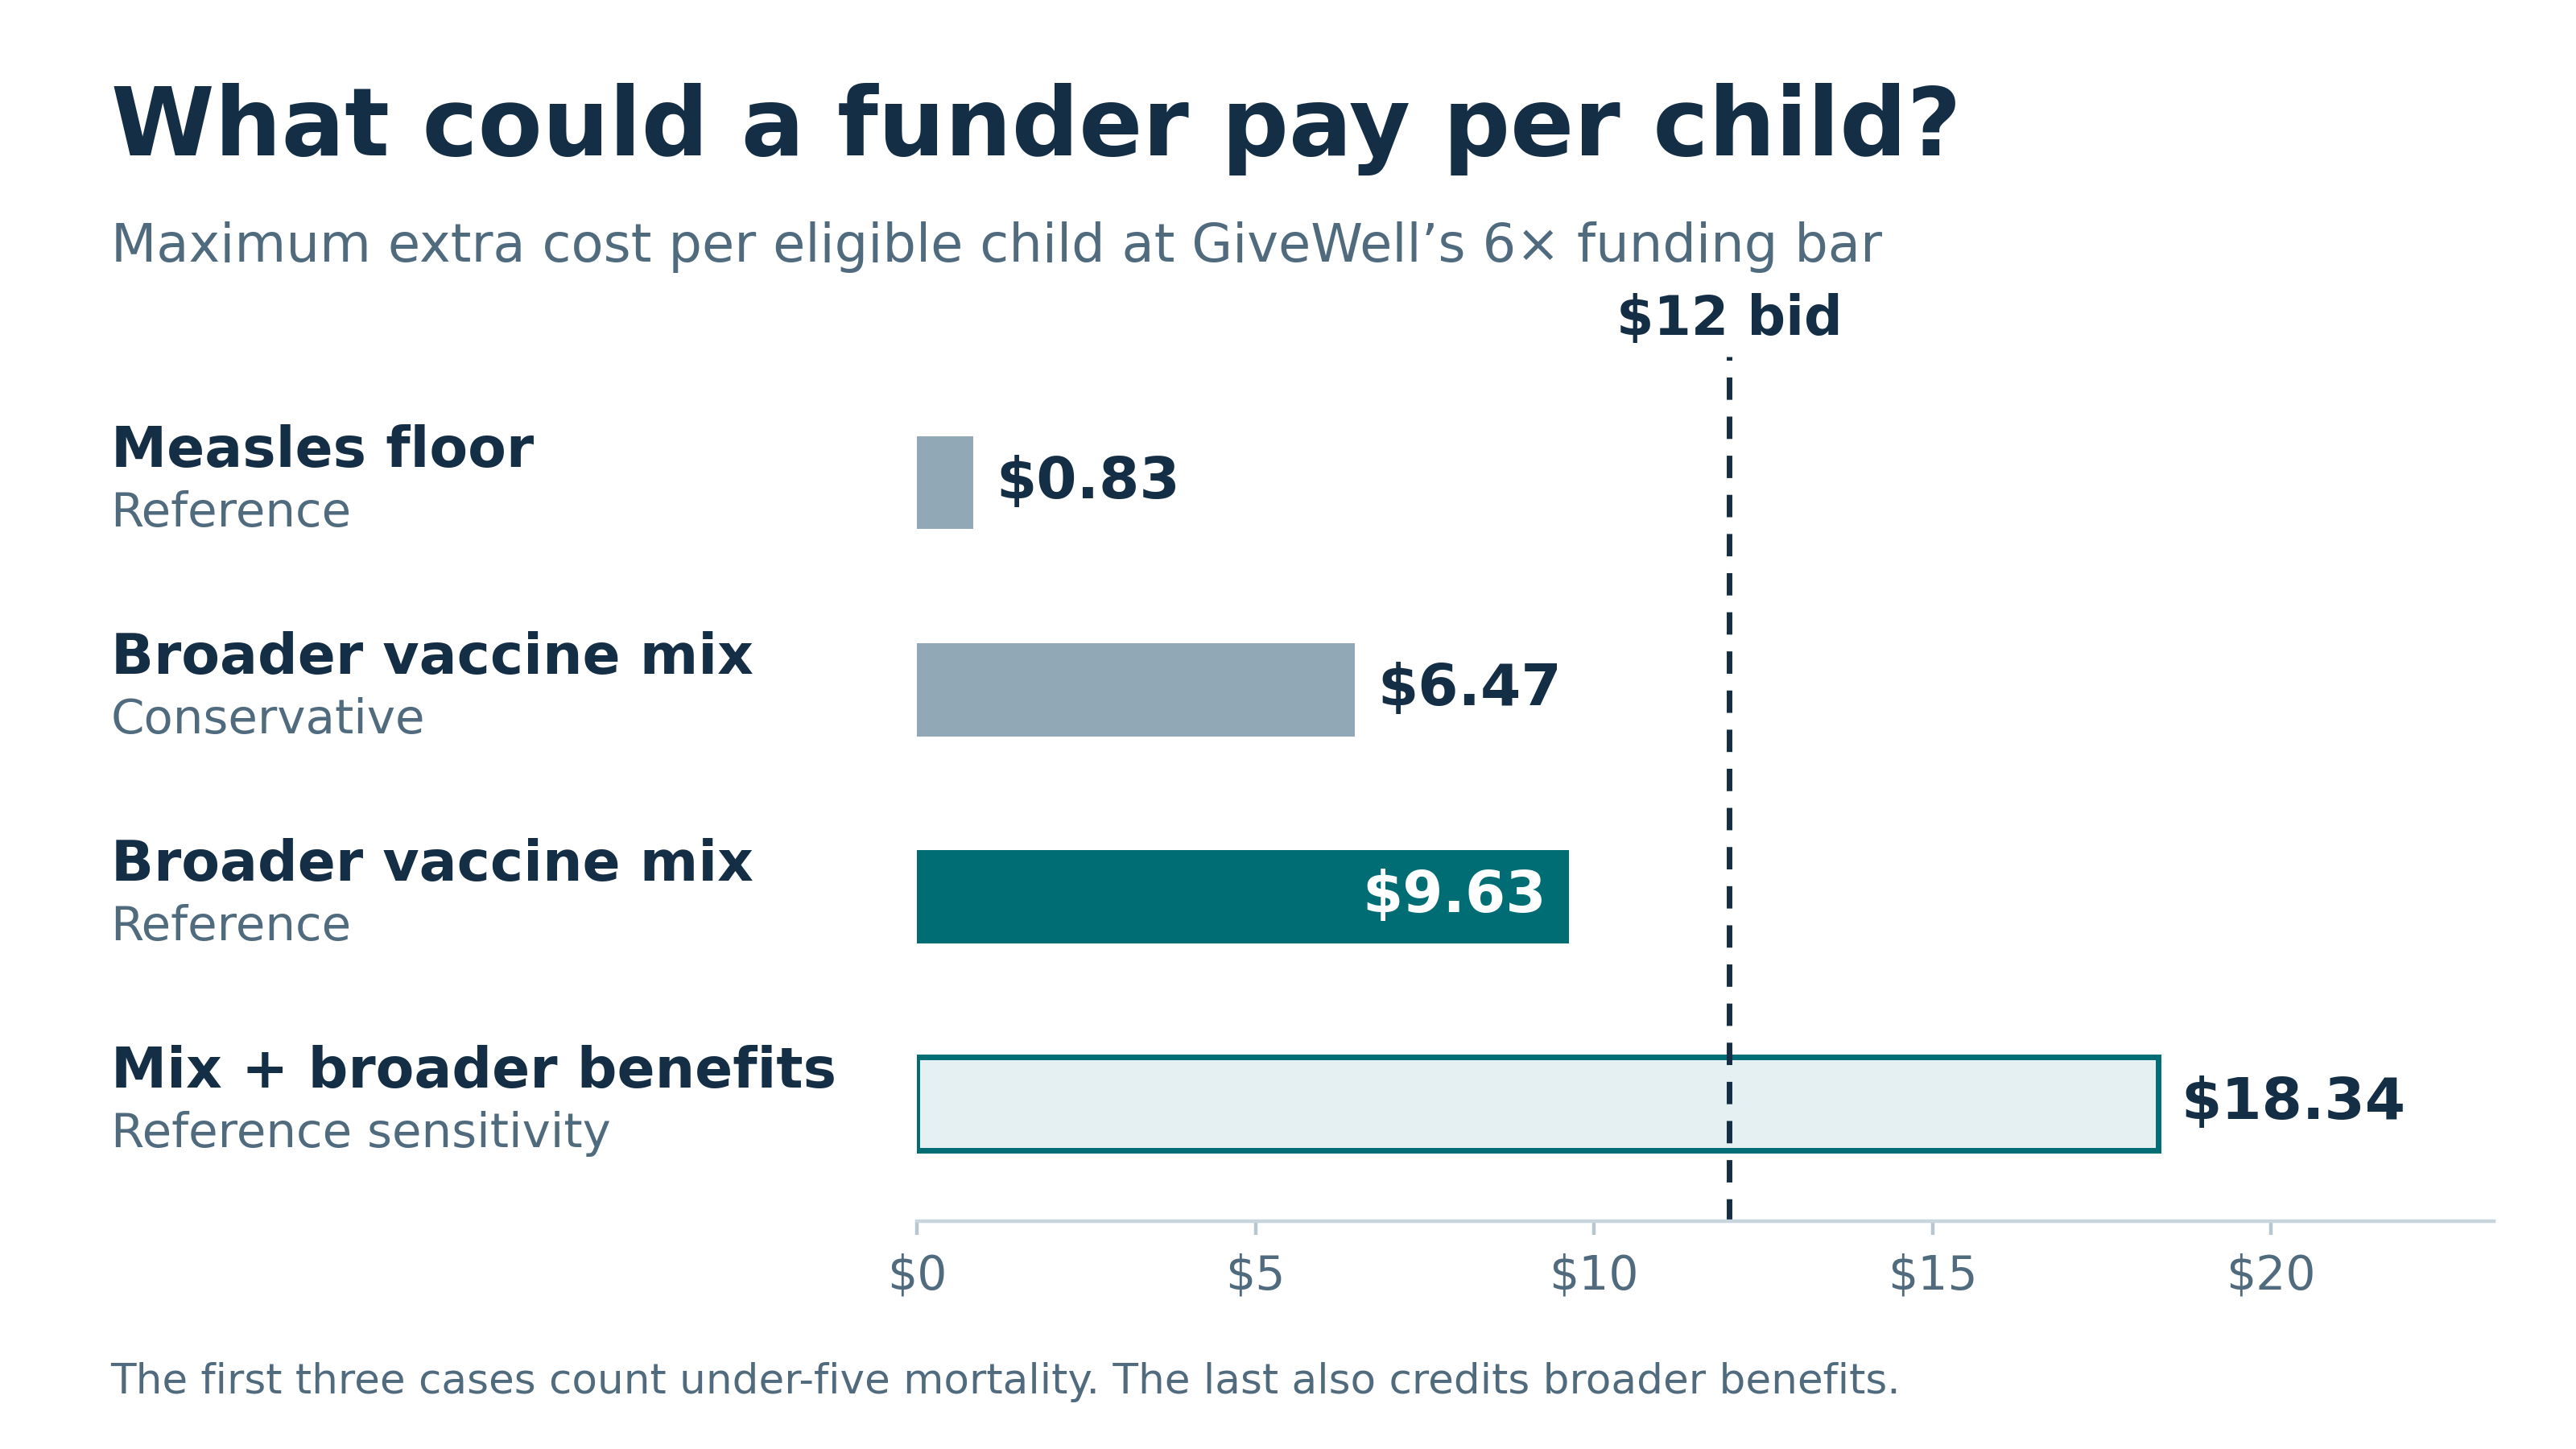 What could a funder pay per child?
Maximum extra cost per eligible child at GiveWell’s 6× funding bar
$12 bid
Measles floor
Reference
$0.83
Broader vaccine mix
Conservative
$6.47
Broader vaccine mix
Reference
$9.63
Mix + broader benefits
Reference sensitivity
$18.34
$0 $5 $10 $15 $20
The first three cases count under-five mortality. The last also credits broader benefits.